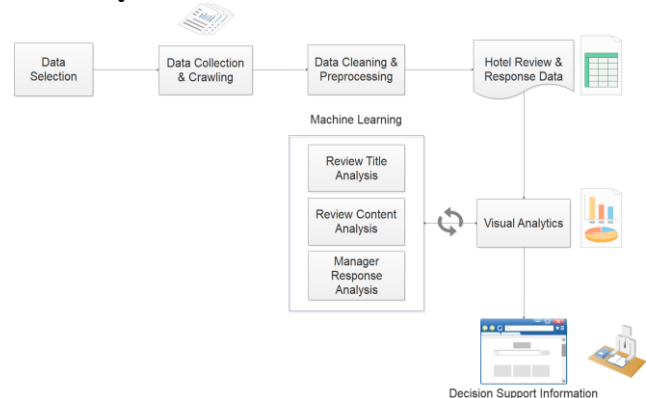 Data
Selection
Data Collection
& Crawling
Data Cleaning &
Preprocessing
Hotel Review &
Response Data
Machine Learning
Review Title
Analysis
Review Content
Analysis
Manager
Response
Analysis
Visual Analytics
Decision Support Information